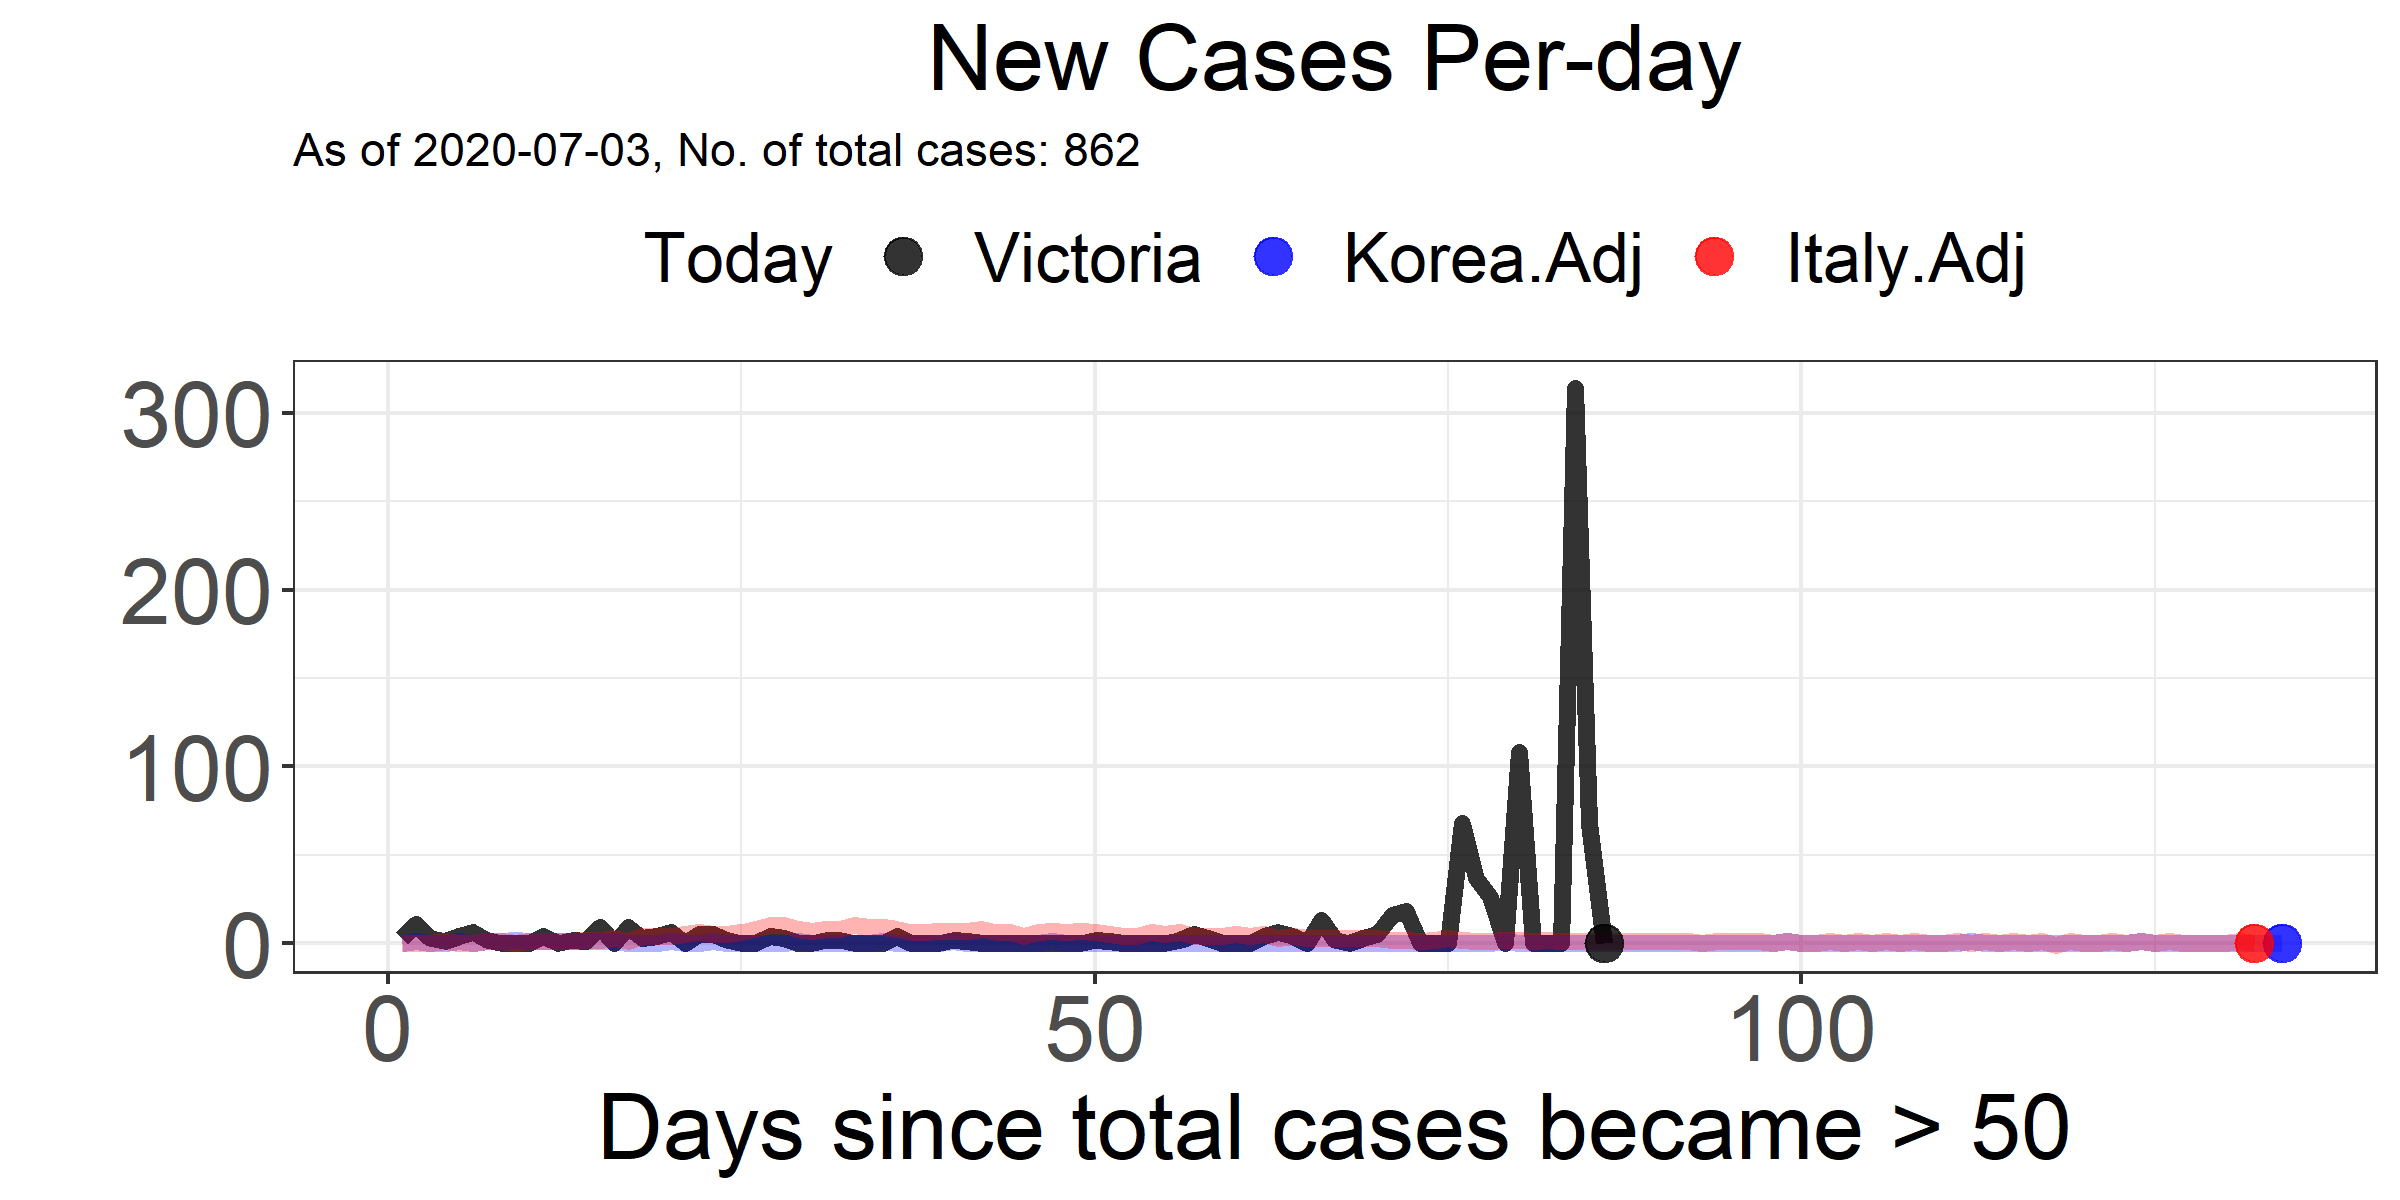 New Cases Per-day
As of 2020-07-03, No. of total cases: 862
Today Victoria Korea.Adj Italy.Adj
300
200
100
0
0 50 100
Days since total cases became > 50